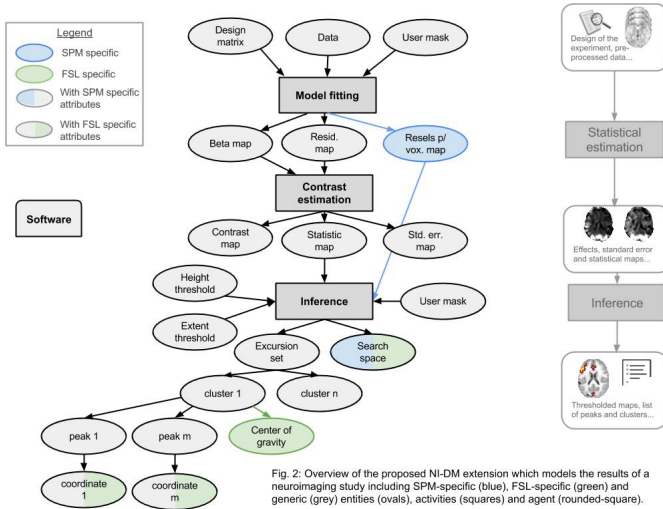 Legend
SPM specific
FSL specific
With SPM specific
attributes
With FSL specific
attributes
Software
Design
matrix
Data
User mask
Model fitting
Beta map
Resid.
map
Resels p/
vox. map
Contrast
estimation
Contrast
map
Statistic
map
Std. err.
map
Height
threshold
Extent
threshold
Inference
User mask
Excursion
set
Search
space
cluster 1
cluster n
peak 1
peak m
Center of
gravity
coordinate
1
coordinate
m
Design of the
experiment, pre-
processed data...
Statistical
estimation
Effects, standard error
and statistical maps...
Inference
Thresholded maps, list
of peaks and clusters...
Fig. 2: Overview of the proposed NI-DM extension which models the results of a
neuroimaging study including SPM-specific (blue), FSL-specific (green) and
generic (grey) entities (ovals), activities (squares) and agent (rounded-square).